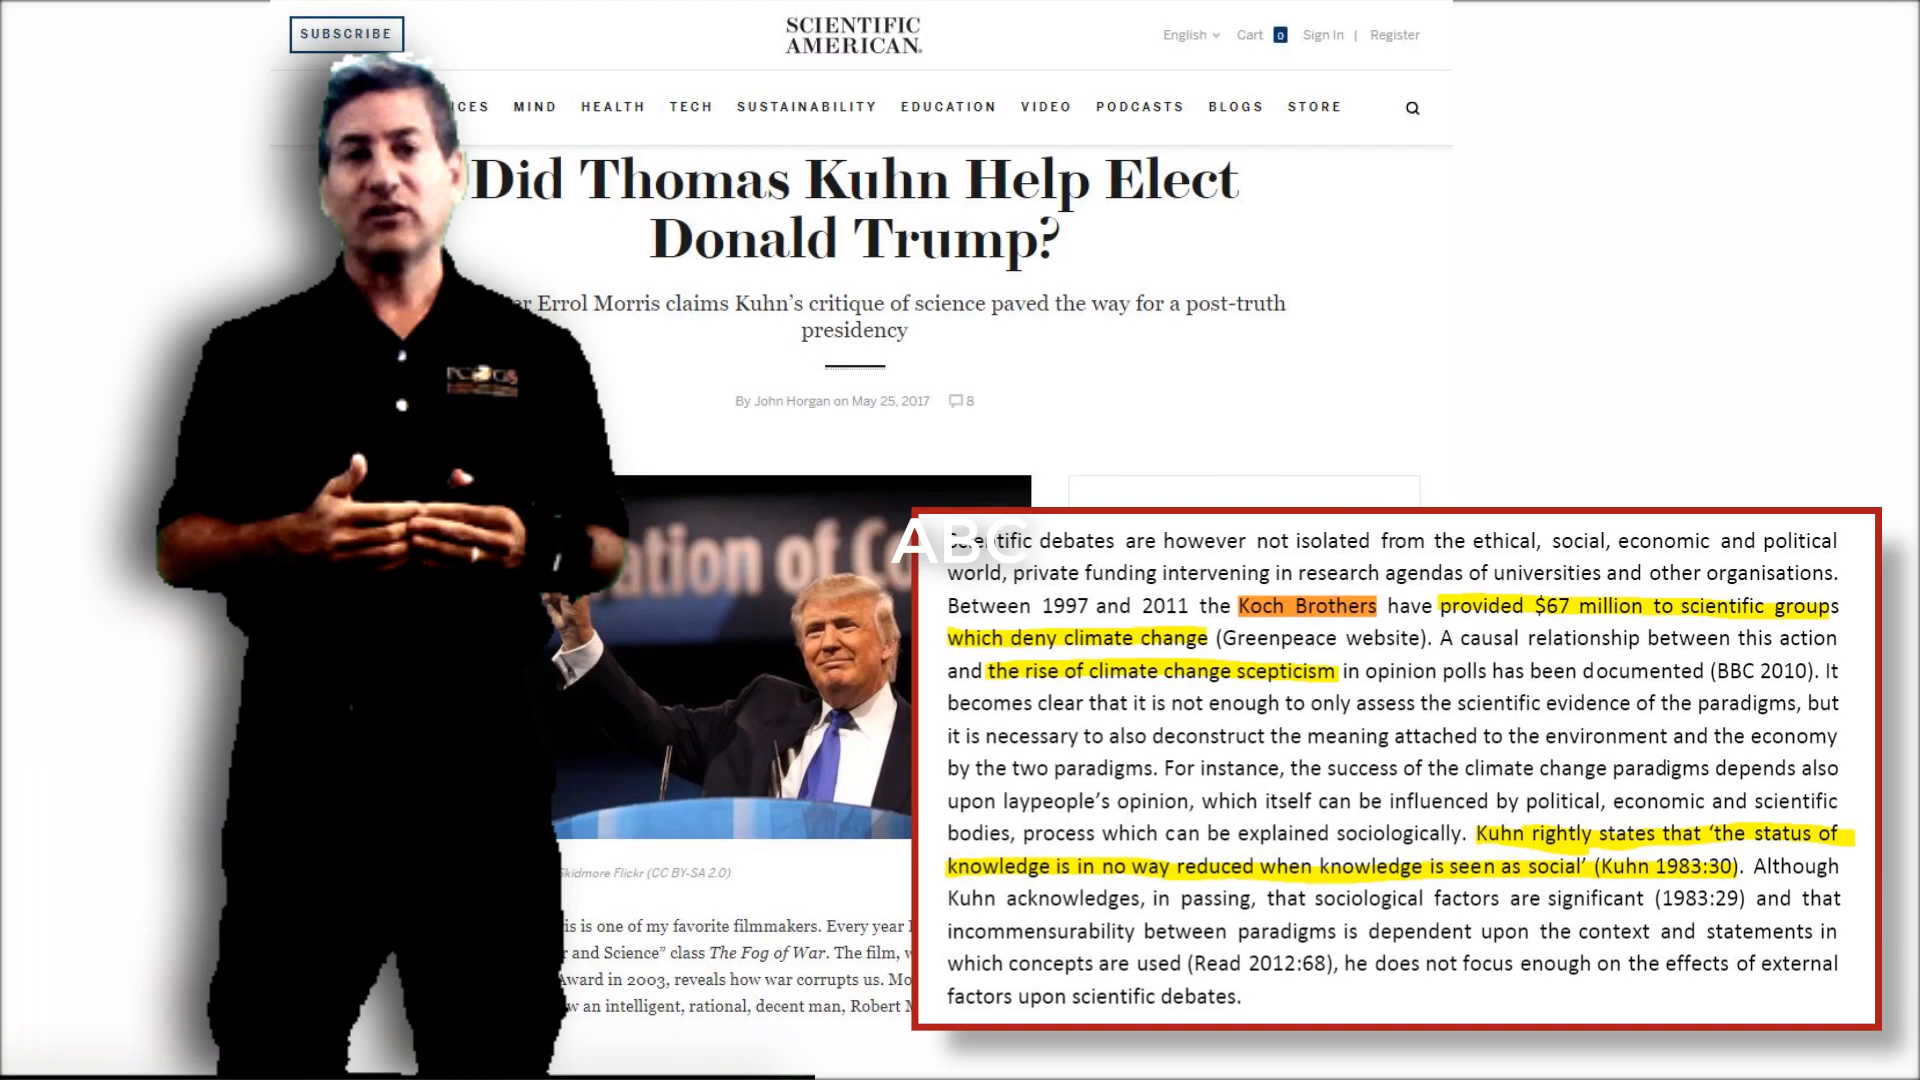 SUBSCRIBE
SCIENTIFIC
AMERICAN
English Cart 0 Sign In | Register
MIND HEALTH TECH SUSTAINABILITY EDUCATION VIDEO PODCASTS BLOGS STORE
Did Thomas Kuhn Help Elect
Donald Trump?
Errol Morris claims Kuhn's critique of science paved the way for a post-truth
presidency
By John Horgan on May 25, 2017 8
ation of Co
ABC
Skidmore Flickr (CC BY-SA 2.0)
is is one of my favorite filmmakers. Every year
and Science” class The Fog of War. The film,
Award in 2003, reveals how war corrupts us.
an intelligent, rational, decent man, Robert
debates are however not isolated from the ethical, social, economic and political
world, private funding intervening in research agendas of universities and other organisations.
Between 1997 and 2011 the Koch Brothers have provided $67 million to scientific groups
which deny climate change (Greenpeace website). A causal relationship between this action
and the rise of climate change scepticism in opinion polls has been documented (BBC 2010). It
becomes clear that it is not enough to only assess the scientific evidence of the paradigms, but
it is necessary to also deconstruct the meaning attached to the environment and the economy
by the two paradigms. For instance, the success of the climate change paradigms depends also
upon laypeople's opinion, which itself can be influenced by political, economic and scientific
bodies, process which can be explained sociologically. Kuhn rightly states that ‘the status of
knowledge is in no way reduced when knowledge is seen as social’ (Kuhn 1983:30). Although
Kuhn acknowledges, in passing, that sociological factors are significant (1983:29) and that
incommensurability between paradigms is dependent upon the context and statements in
which concepts are used (Read 2012:68), he does not focus enough on the effects of external
factors upon scientific debates.